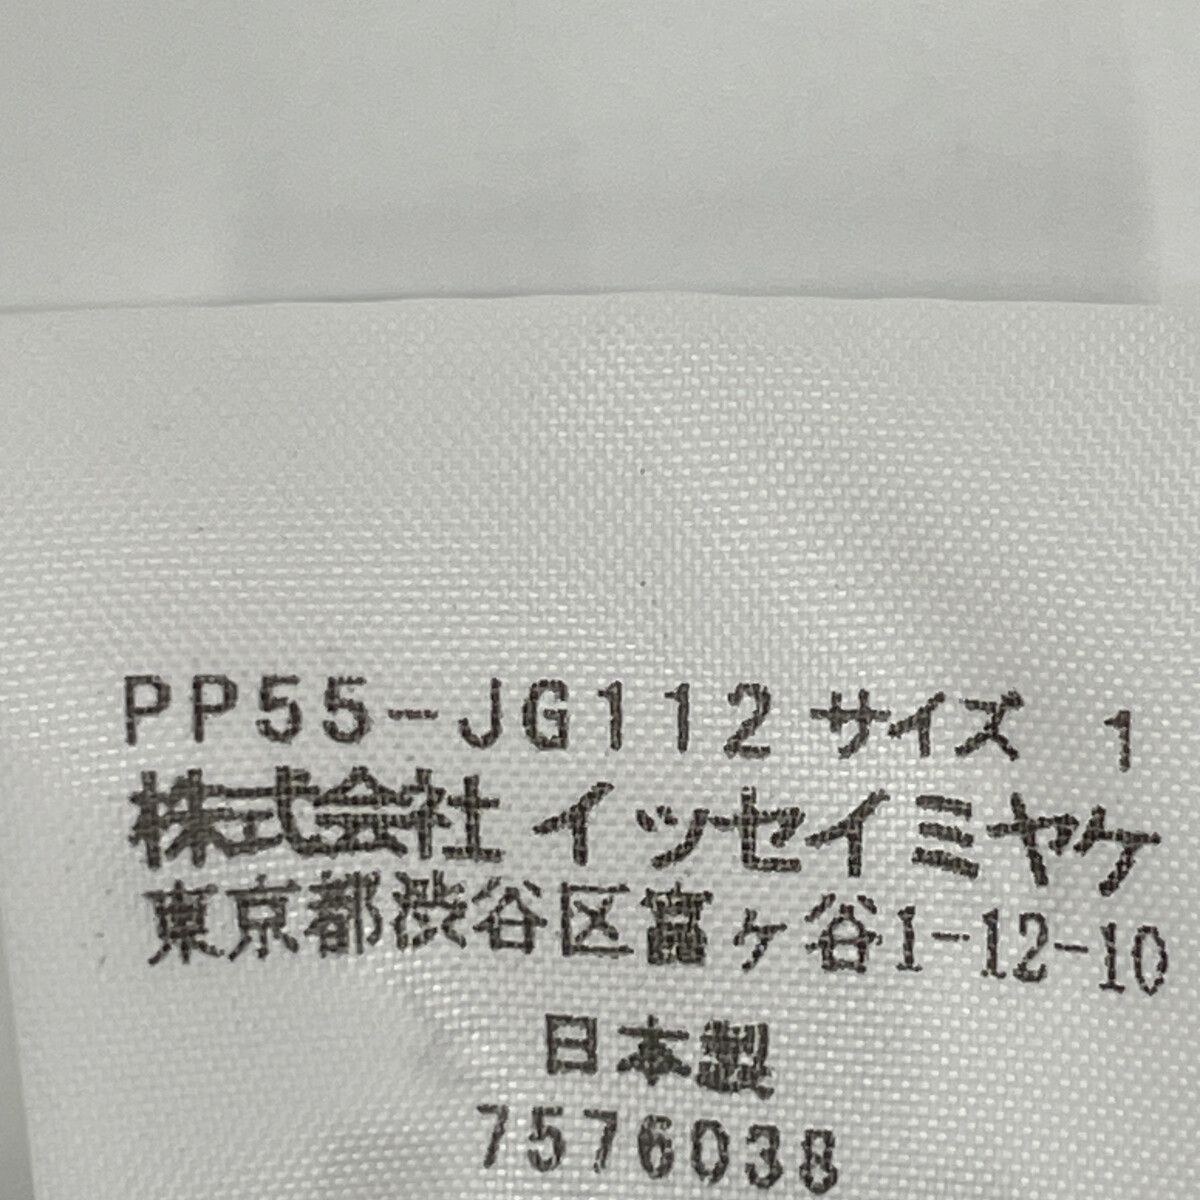 PP55-JG112 サイズ 1
株式会社 イッセイミヤケ
東京都渋谷区富ヶ谷1-12-10
日本製
7576038